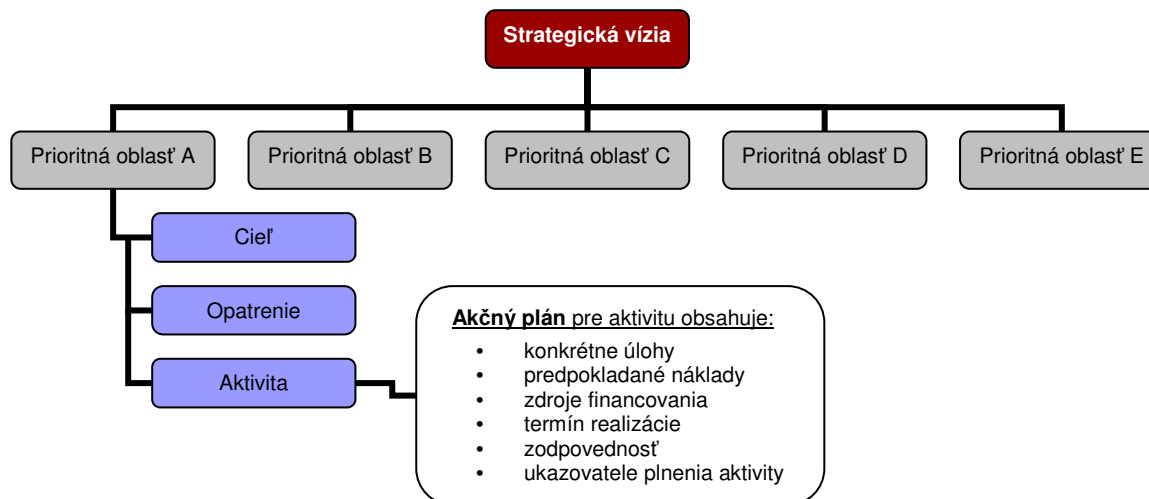 Strategická vízia
Prioritná oblasť A
Prioritná oblasť B
Prioritná oblasť C
Prioritná oblasť D
Prioritná oblasť E
Cieľ
Opatrenie
Aktivita
Akčný plán pre aktivitu obsahuje:
• konkrétne úlohy
• predpokladané náklady
• zdroje financovania
• termín realizácie
• zodpovednosť
• ukazovatele plnenia aktivity